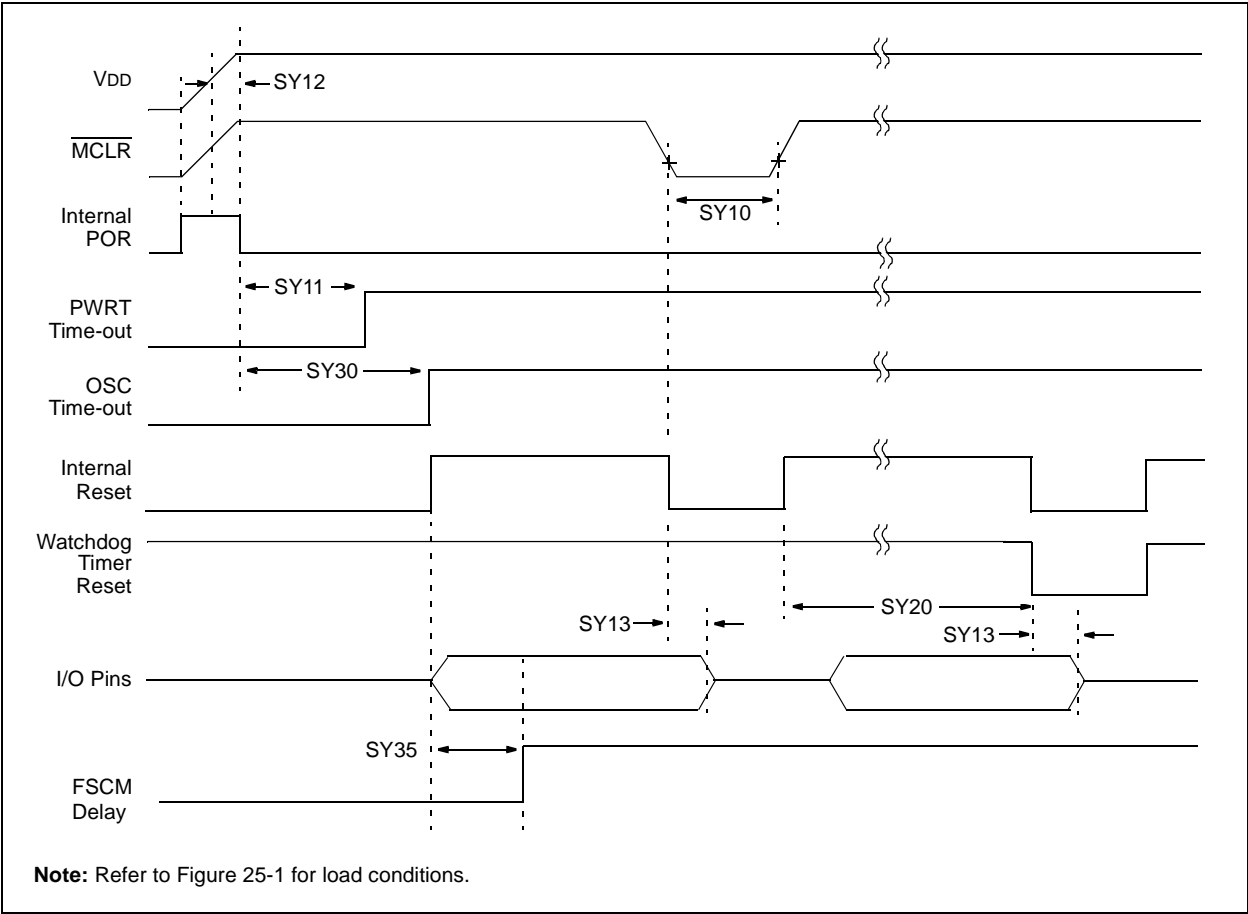 VDD
SY12
MCLR
SY10
Internal
POR
SY11
PWRT
Time-out
SY30
OSC
Time-out
Internal
Reset
Watchdog
Timer
Reset
SY20
SY13
SY13
I/O Pins
SY35
FSCM
Delay
Note: Refer to Figure 25-1 for load conditions.